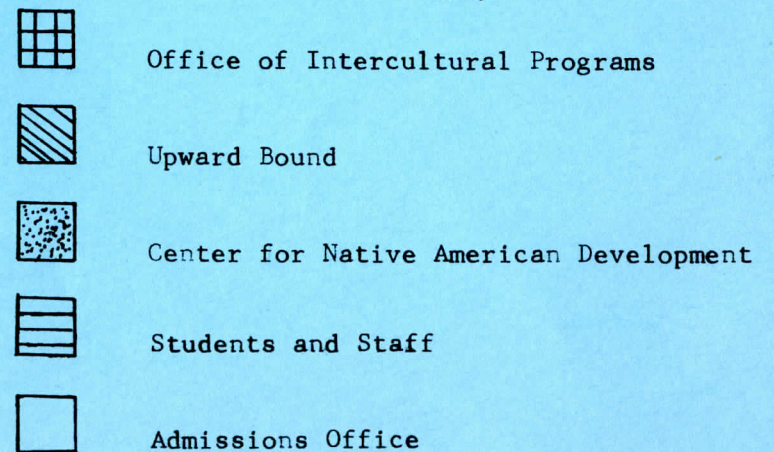 Office of Intercultural Programs
Upward Bound
Center for Native American Development
Students and Staff
Admissions Office